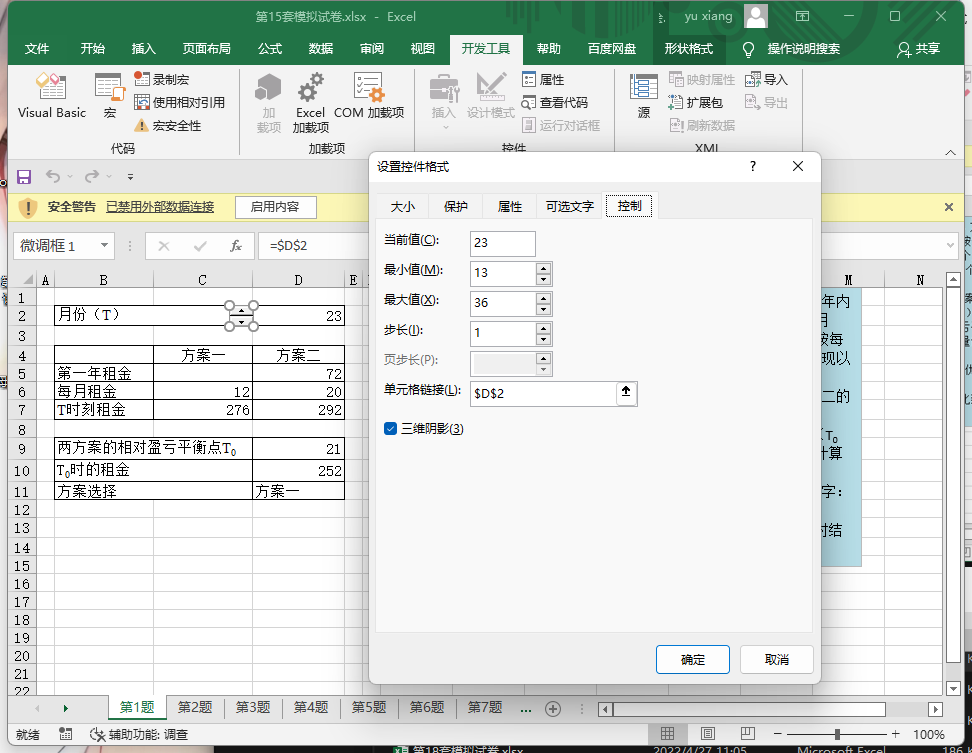 第15套模拟试卷.xlsx - Excel
yu xiang
文件 开始 插入 页面布局 公式 数据 审阅 视图 开发工具 帮助 百度网盘 形状格式 操作说明搜索 共享
Visual Basic 宏 录制宏 使用相对引用 宏安全性
代码
加载项 Excel 加载项 COM 加载项
加载项
插入 设计模式 属性 查看代码 运行对话框
控件
源 映射属性 扩展包 刷新数据 导入 导出
XML
安全警告 已禁用外部数据连接 启用内容
微调框 1 fx =$D$2
A B C D E M N
1
2 月份（T） 23
3
4 方案一 方案二
5 第一年租金 72
6 每月租金 12 20
7 T时刻租金 276 292
8
9 两方案的相对盈亏平衡点T₀ 21
10 T₀时的租金 252
11 方案选择 方案一
12
13
14
15
16
17
18
19
20
21
22
设置控件格式 ?
大小 保护 属性 可选文字 控制
当前值(C): 23
最小值(M): 13
最大值(X): 36
步长(I): 1
页步长(P):
单元格链接(L): $D$2
三维阴影(3)
确定 取消
年内
月
按每
现以
二的
T₀
计算
字：
时结
第1题 第2题 第3题 第4题 第5题 第6题 第7题 ...
就绪 辅助功能: 调查 100%
第18套模拟试卷.xlsx 2022/4/27 11:05 Microsoft Excel 186 K